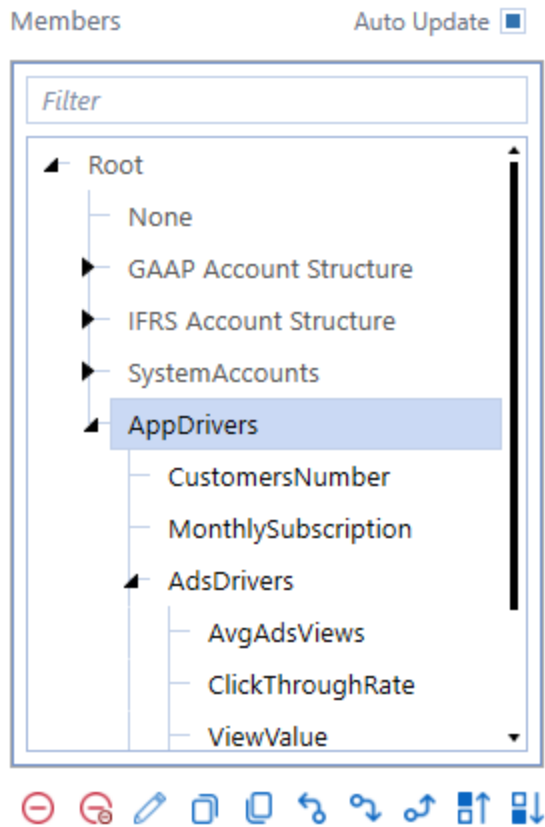 Members Auto Update
Filter
Root
None
GAAP Account Structure
IFRS Account Structure
SystemAccounts
AppDrivers
CustomersNumber
MonthlySubscription
AdsDrivers
AvgAdsViews
ClickThroughRate
ViewValue